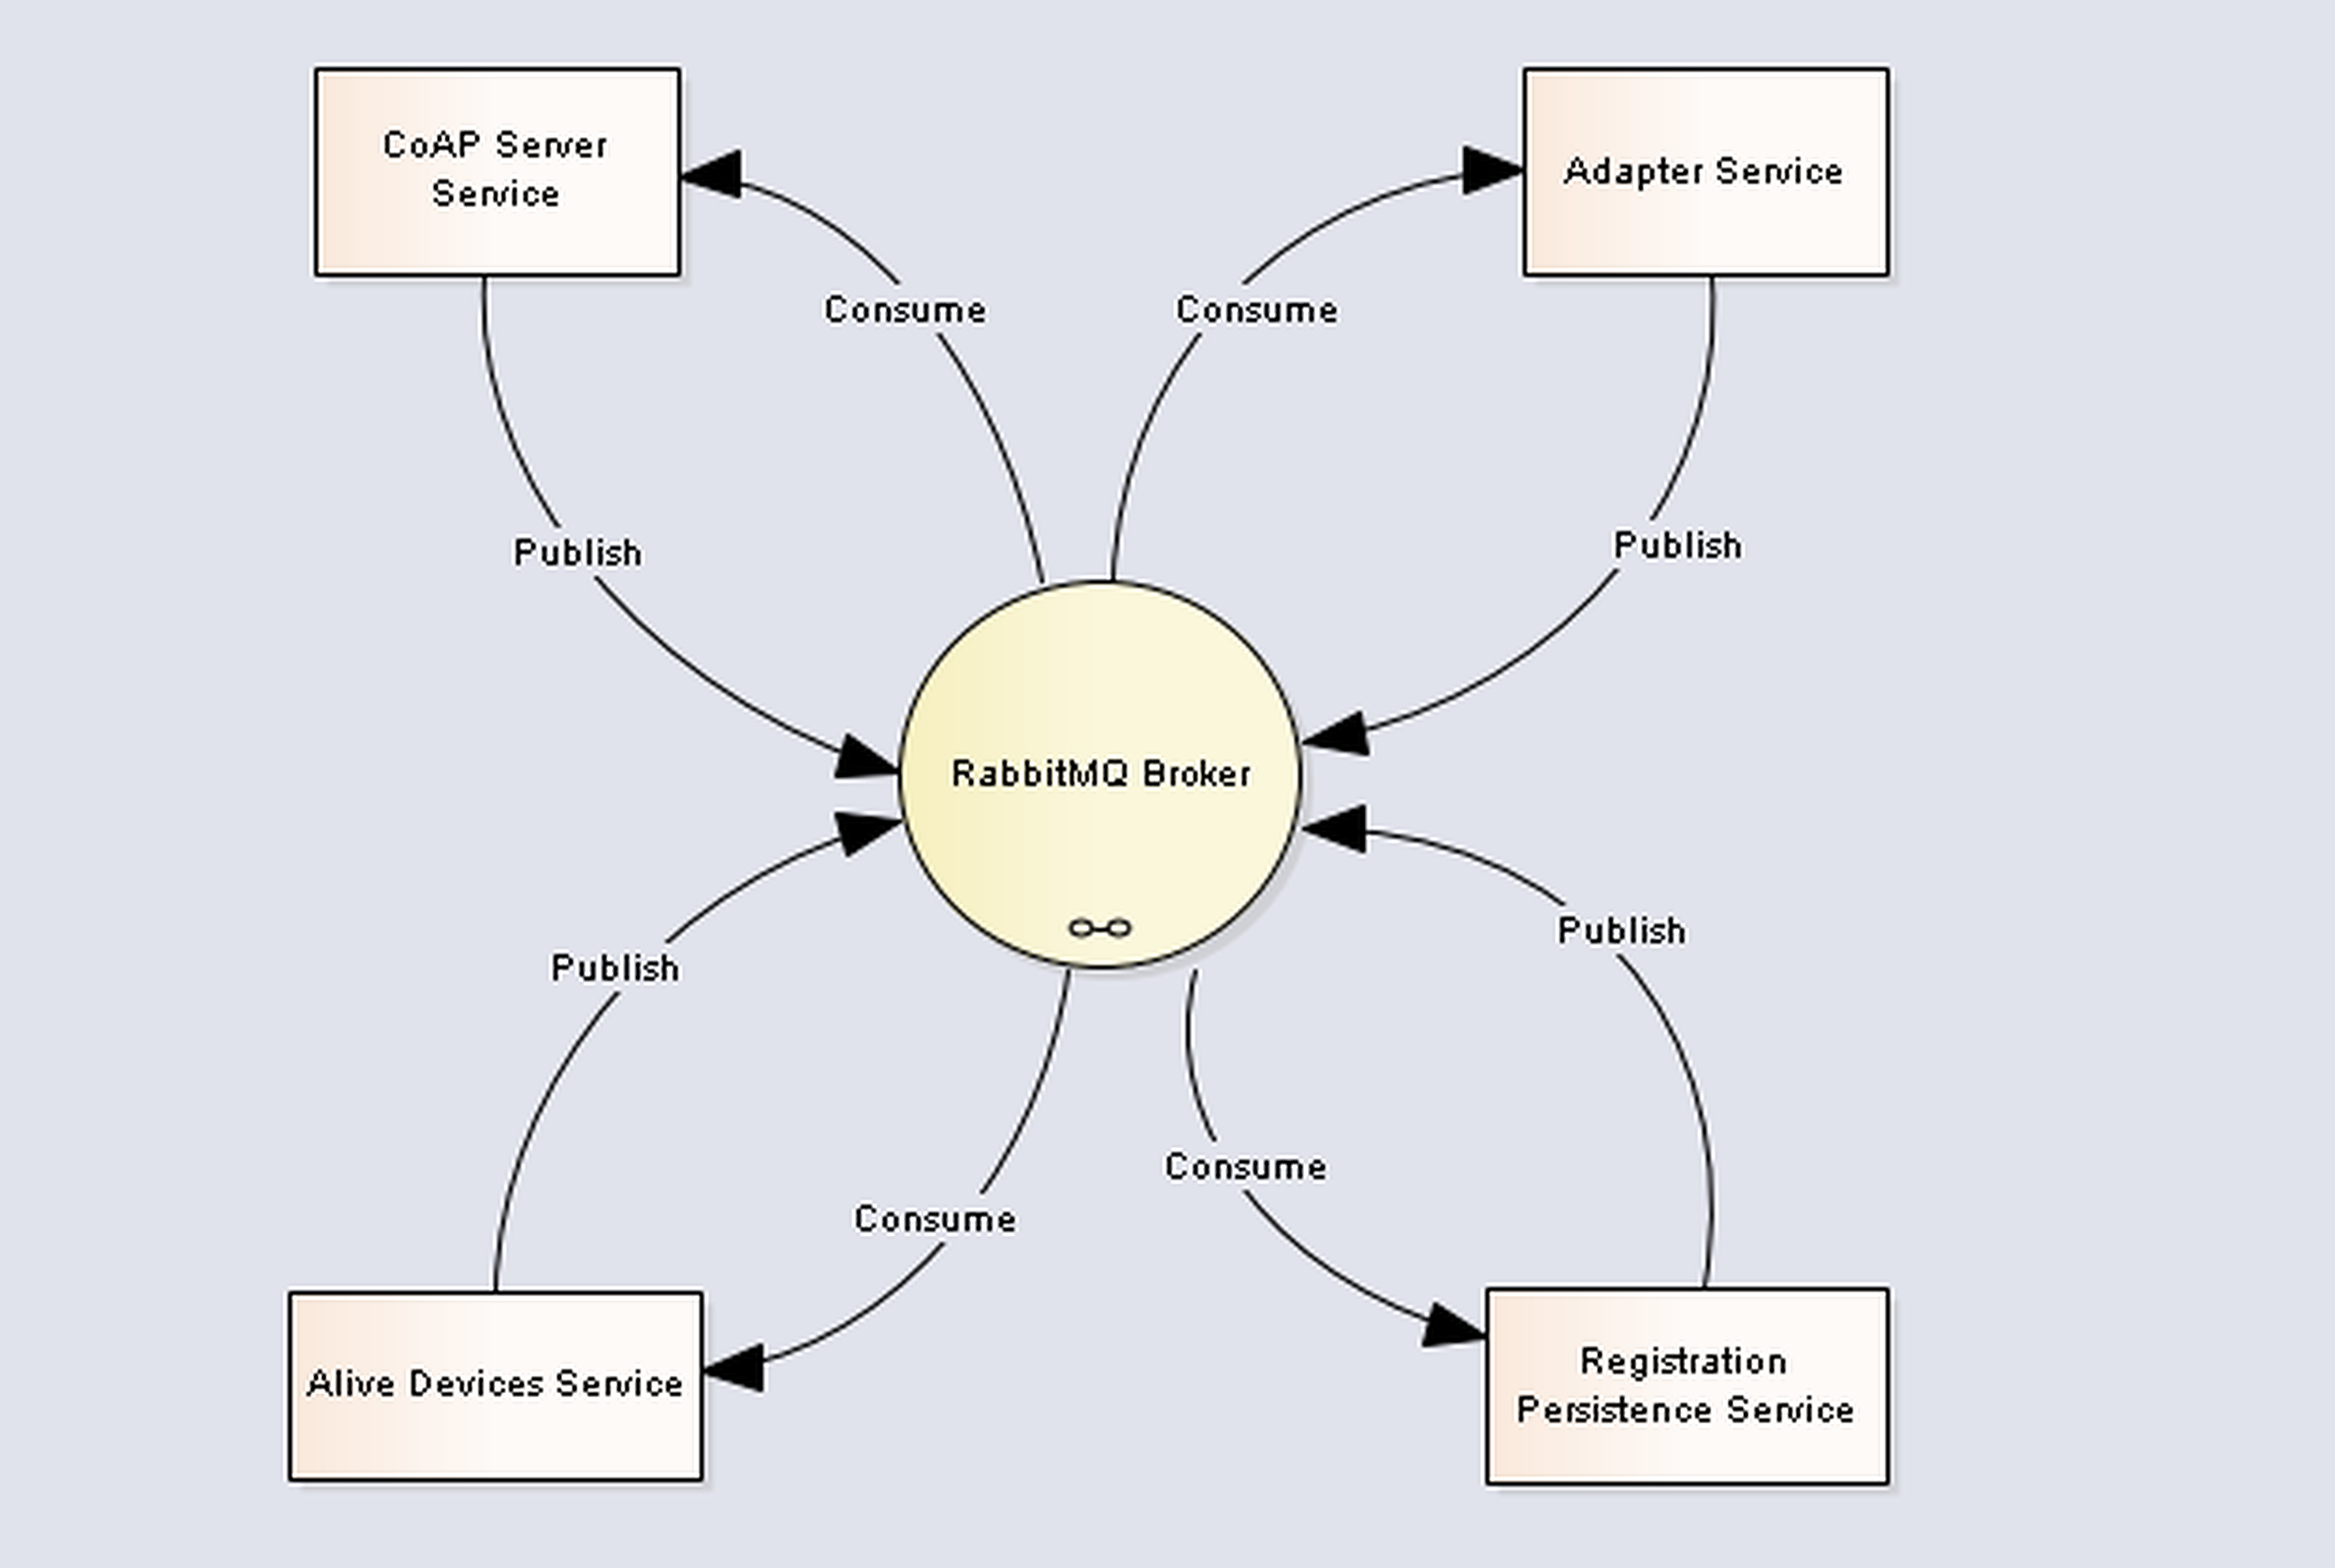 CoAP Server
Service
Adapter Service
Consume
Consume
Publish
Publish
RabbitMQ Broker
Publish
Publish
Consume
Consume
Alive Devices Service
Registration
Persistence Service